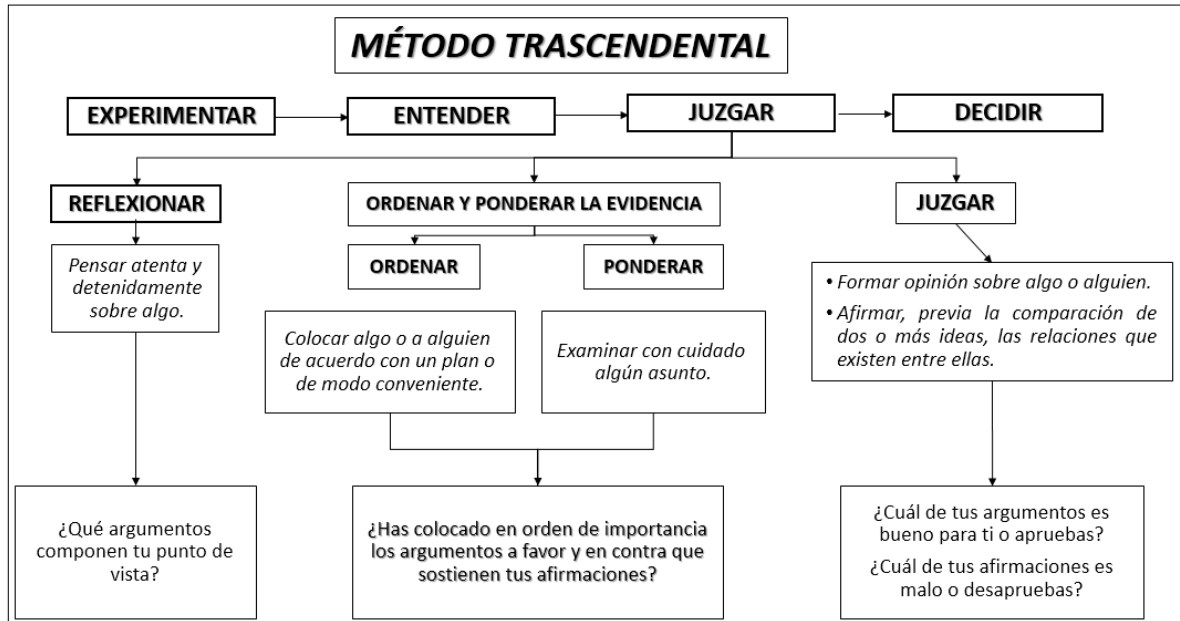 MÉTODO TRASCENDENTAL
EXPERIMENTAR
ENTENDER
JUZGAR
DECIDIR
REFLEXIONAR
ORDENAR Y PONDERAR LA EVIDENCIA
JUZGAR
Pensar atenta y
detenidamente
sobre algo.
ORDENAR
PONDERAR
Colocar algo o a alguien
de acuerdo con un plan o
de modo conveniente.
Examinar con cuidado
algún asunto.
• Formar opinión sobre algo o alguien.
• Afirmar, previa la comparación de
dos o más ideas, las relaciones que
existen entre ellas.
¿Qué argumentos
componen tu punto de
vista?
¿Has colocado en orden de importancia
los argumentos a favor y en contra que
sostienen tus afirmaciones?
¿Cuál de tus argumentos es
bueno para ti o apruebas?
¿Cuál de tus afirmaciones es
malo o desapruebas?